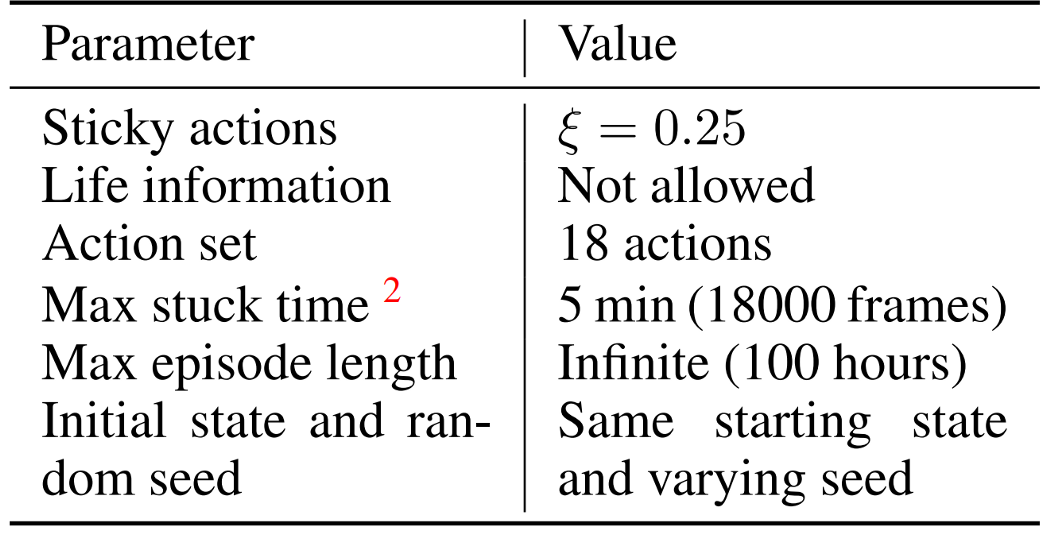 Parameter Value
Sticky actions ξ = 0.25
Life information Not allowed
Action set 18 actions
Max stuck time 2 5 min (18000 frames)
Max episode length Infinite (100 hours)
Initial state and ran- Same starting state
dom seed and varying seed